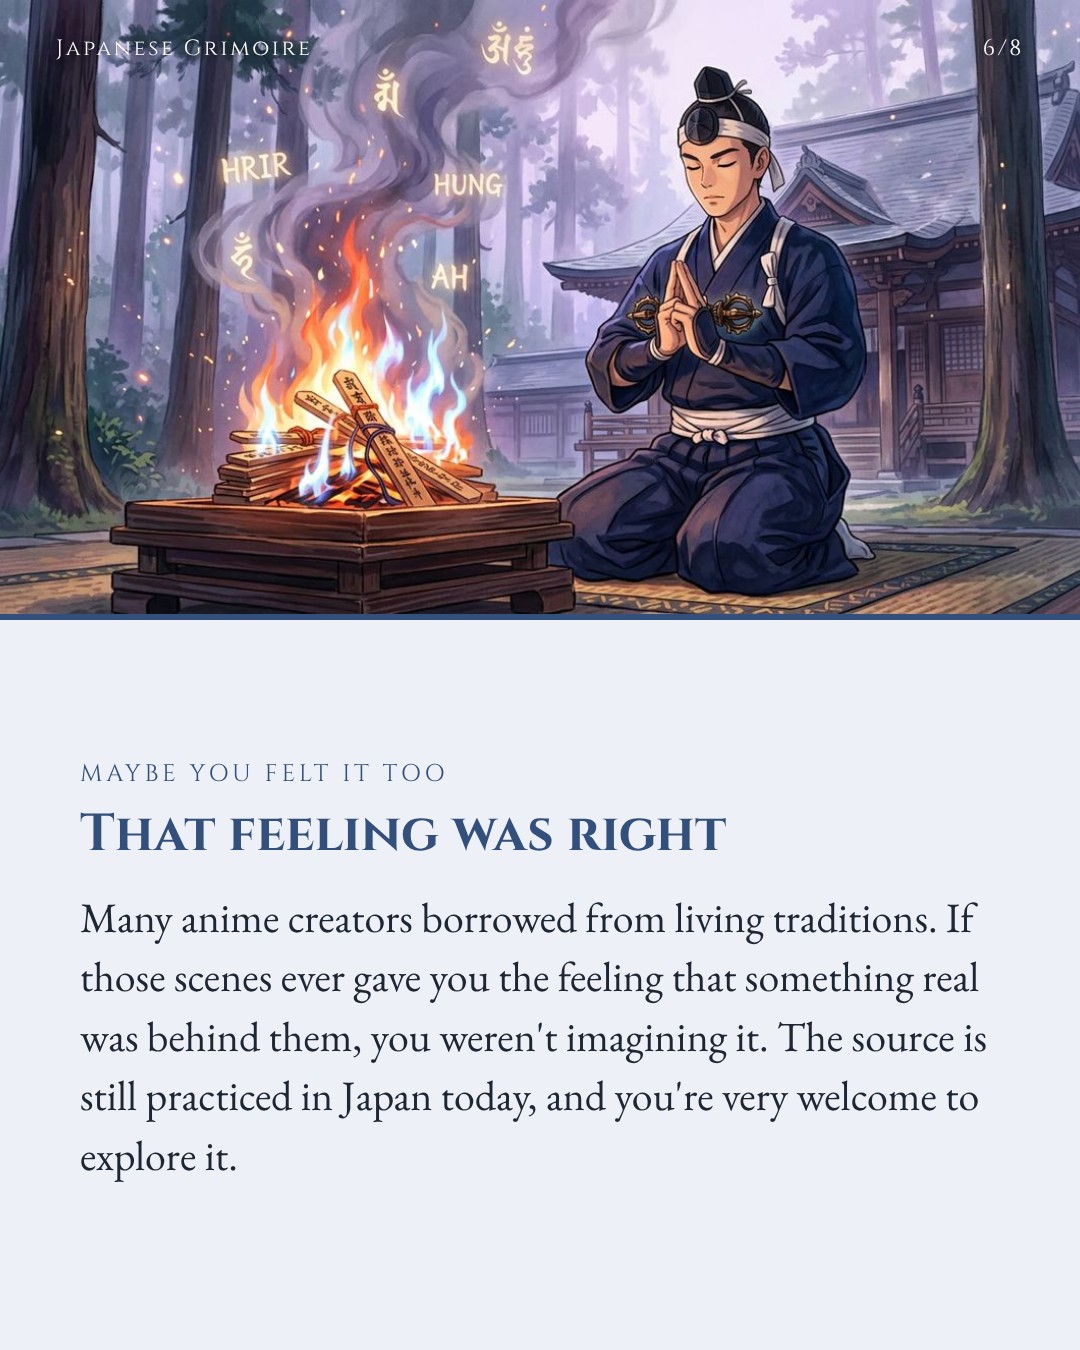 JAPANESE GRIMOIRE
6/8
HRIR
HUNG
AH
MAYBE YOU FELT IT TOO
THAT FEELING WAS RIGHT
Many anime creators borrowed from living traditions. If
those scenes ever gave you the feeling that something real
was behind them, you weren't imagining it. The source is
still practiced in Japan today, and you're very welcome to
explore it.